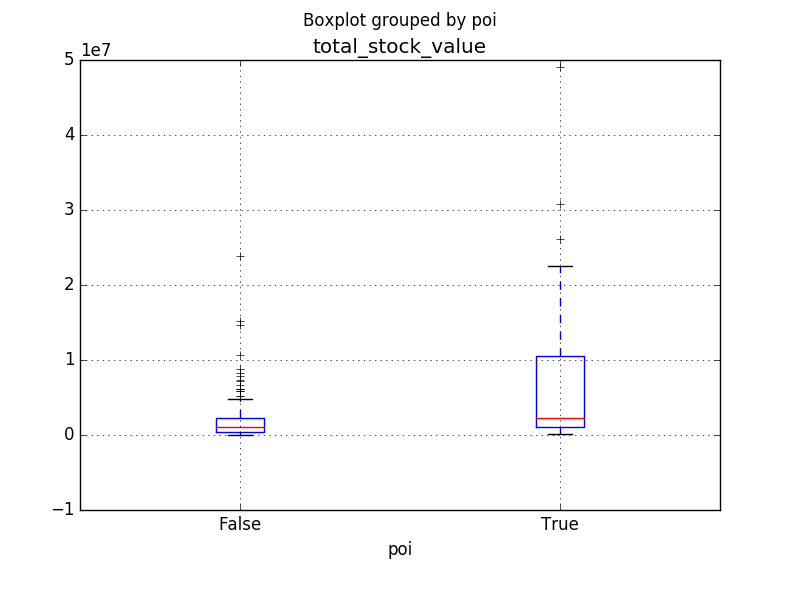 Boxplot grouped by poi
total_stock_value
1e7
5
4
3
2
1
0
−1
False True
poi